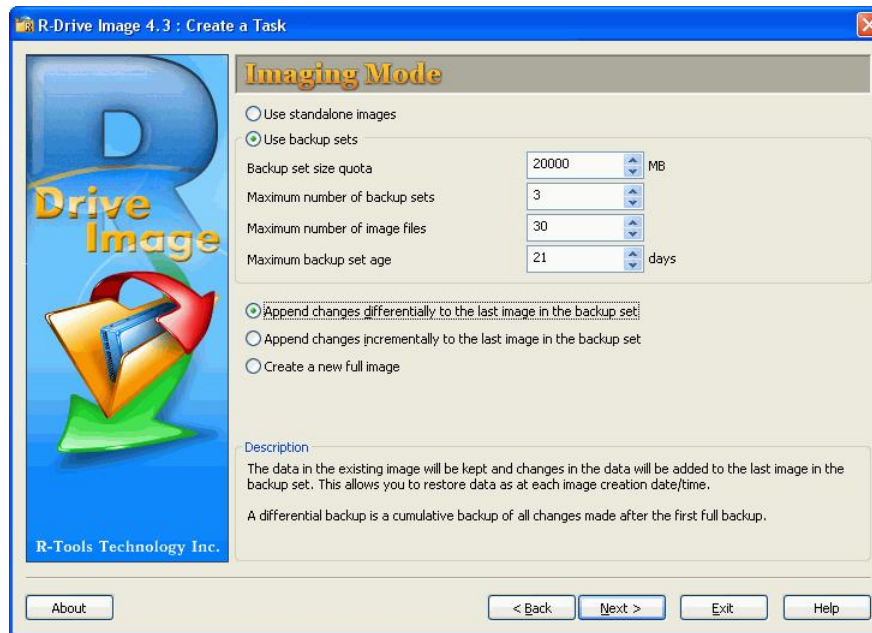 R-Drive Image 4.3 : Create a Task
R
Drive
Image
R-Tools Technology Inc.
Imaging Mode
Use standalone images
Use backup sets
Backup set size quota 20000 MB
Maximum number of backup sets 3
Maximum number of image files 30
Maximum backup set age 21 days
Append changes differentially to the last image in the backup set
Append changes incrementally to the last image in the backup set
Create a new full image
Description
The data in the existing image will be kept and changes in the data will be added to the last image in the
backup set. This allows you to restore data as at each image creation date/time.
A differential backup is a cumulative backup of all changes made after the first full backup.
About < Back Next > Exit Help